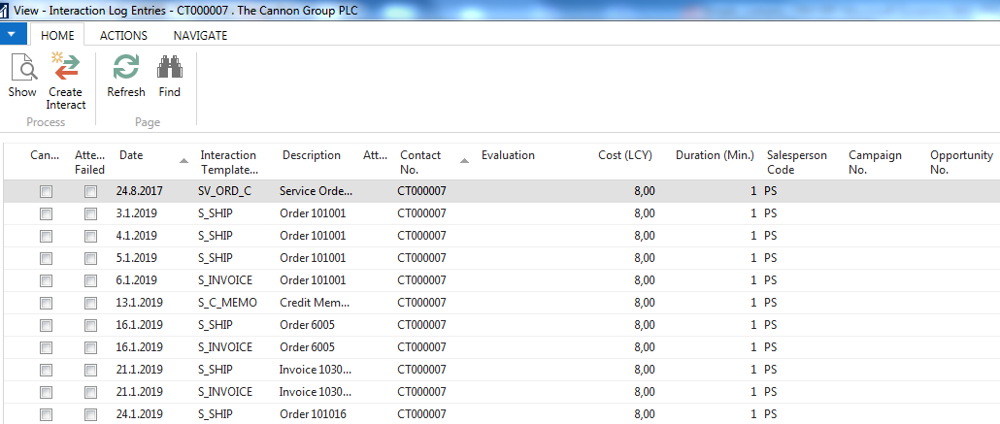 View - Interaction Log Entries - CT000007 . The Cannon Group PLC
HOME ACTIONS NAVIGATE
Show Create Interact Refresh Find
Process Page
Can... Atte... Failed Date Interaction Template... Description Att... Contact No. Evaluation Cost (LCY) Duration (Min.) Salesperson Code Campaign No. Opportunity No.
24.8.2017 SV_ORD_C Service Orde... CT000007 8,00 1 PS
3.1.2019 S_SHIP Order 101001 CT000007 8,00 1 PS
4.1.2019 S_SHIP Order 101001 CT000007 8,00 1 PS
5.1.2019 S_SHIP Order 101001 CT000007 8,00 1 PS
6.1.2019 S_INVOICE Order 101001 CT000007 8,00 1 PS
13.1.2019 S_C_MEMO Credit Mem... CT000007 8,00 1 PS
16.1.2019 S_SHIP Order 6005 CT000007 8,00 1 PS
16.1.2019 S_INVOICE Order 6005 CT000007 8,00 1 PS
21.1.2019 S_SHIP Invoice 1030... CT000007 8,00 1 PS
21.1.2019 S_INVOICE Invoice 1030... CT000007 8,00 1 PS
24.1.2019 S_SHIP Order 101016 CT000007 8,00 1 PS